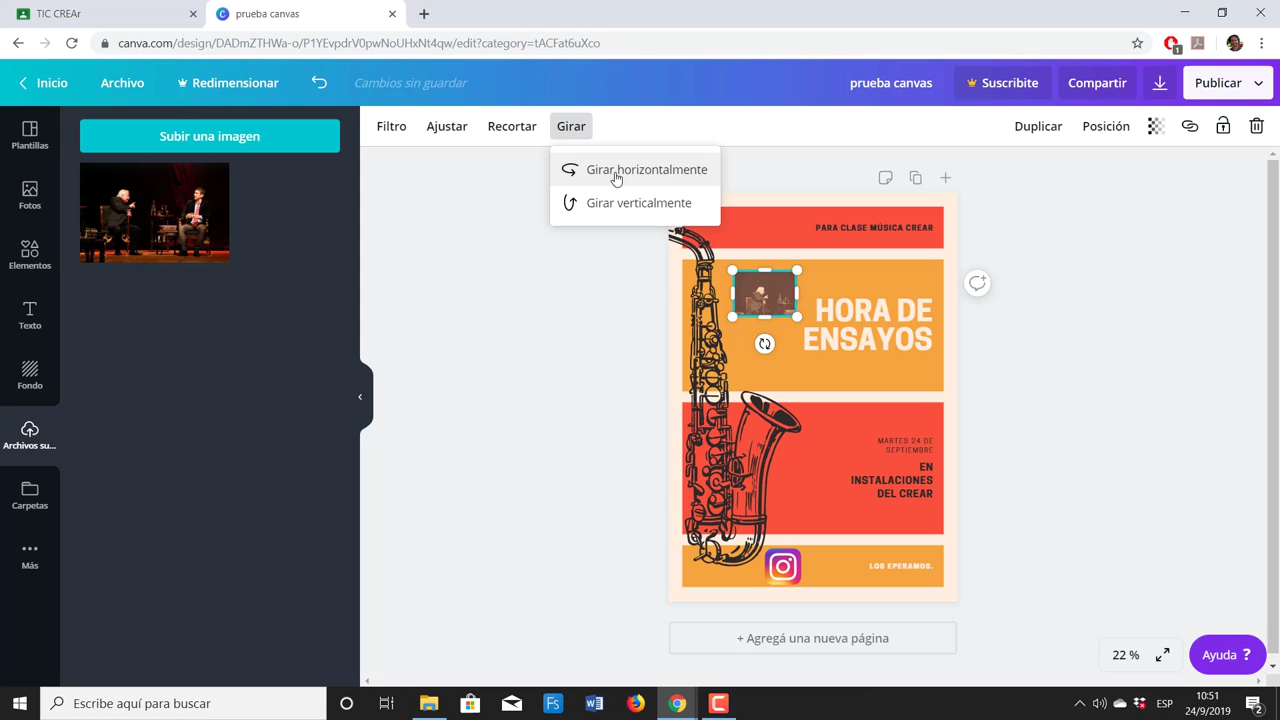 TIC CREAr
prueba canvas
canva.com/design/DADmZTHWa-o/P1YEvpdrV0pwNoUHxNt4qw/edit?category=tACFat6uXco
1
Inicio
Archivo
Redimensionar
Cambios sin guardar
prueba canvas
Suscribite
Compartir
Publicar
Filtro
Ajustar
Recortar
Girar
Duplicar
Posición
Girar horizontalmente
Girar verticalmente
Subir una imagen
Plantillas
Fotos
Elementos
Texto
Fondo
Archivos su...
Carpetas
Más
PARA CLASE MÚSICA CREAR
HORA DE
ENSAYOS
MARTES 24 DE
SEPTIEMBRE
EN
INSTALACIONES
DEL CREAR
LOS EPERAMOS.
+ Agregá una nueva página
22 %
Ayuda ?
Escribe aquí para buscar
Fs
ESP
10:51
24/9/2019
2